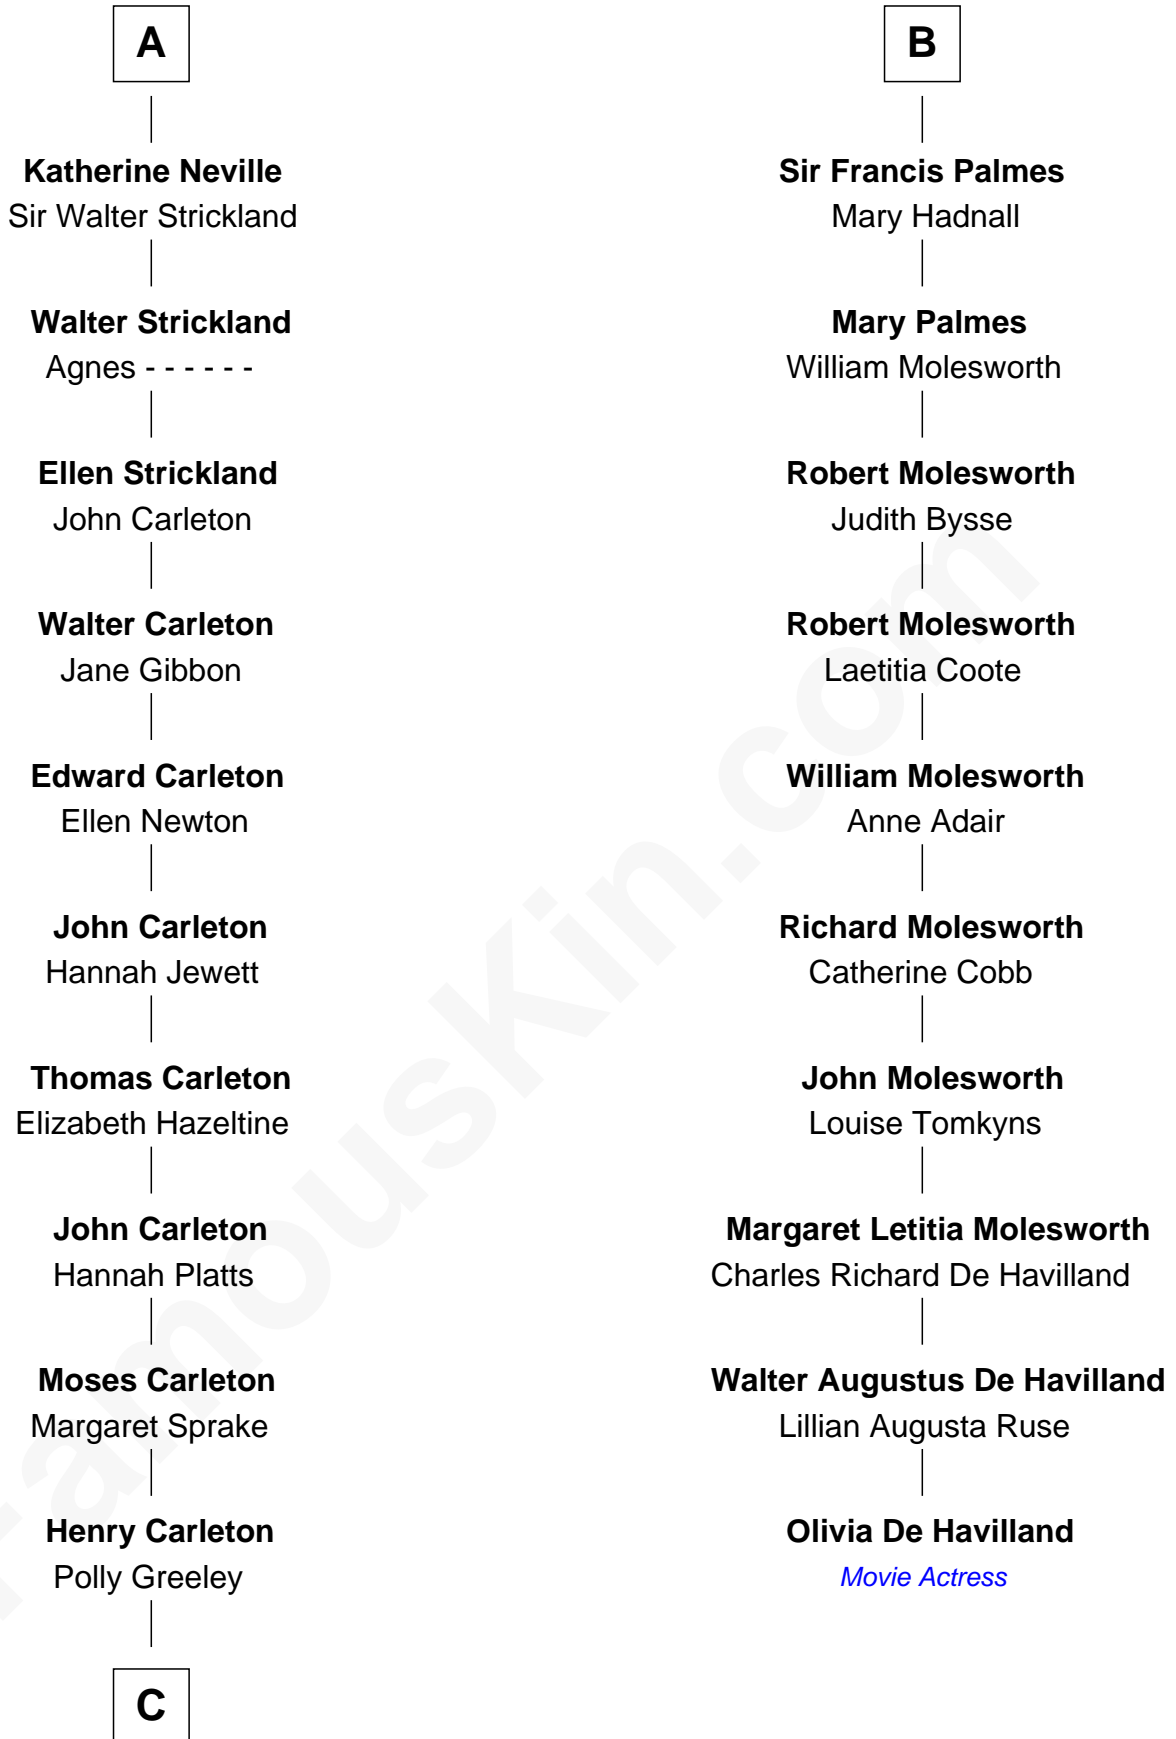 A
Katherine Neville
Sir Walter Strickland
Walter Strickland
Agnes - - - - - -
Ellen Strickland
John Carleton
Walter Carleton
Jane Gibbon
Edward Carleton
Ellen Newton
John Carleton
Hannah Jewett
Thomas Carleton
Elizabeth Hazeltine
John Carleton
Hannah Platts
Moses Carleton
Margaret Sprake
Henry Carleton
Polly Greeley
C
B
Sir Francis Palmes
Mary Hadnall
Mary Palmes
William Molesworth
Robert Molesworth
Judith Bysse
Robert Molesworth
Laetitia Coote
William Molesworth
Anne Adair
Richard Molesworth
Catherine Cobb
John Molesworth
Louise Tomkyns
Margaret Letitia Molesworth
Charles Richard De Havilland
Walter Augustus De Havilland
Lillian Augusta Ruse
Olivia De Havilland
Movie Actress
FamousKin.com